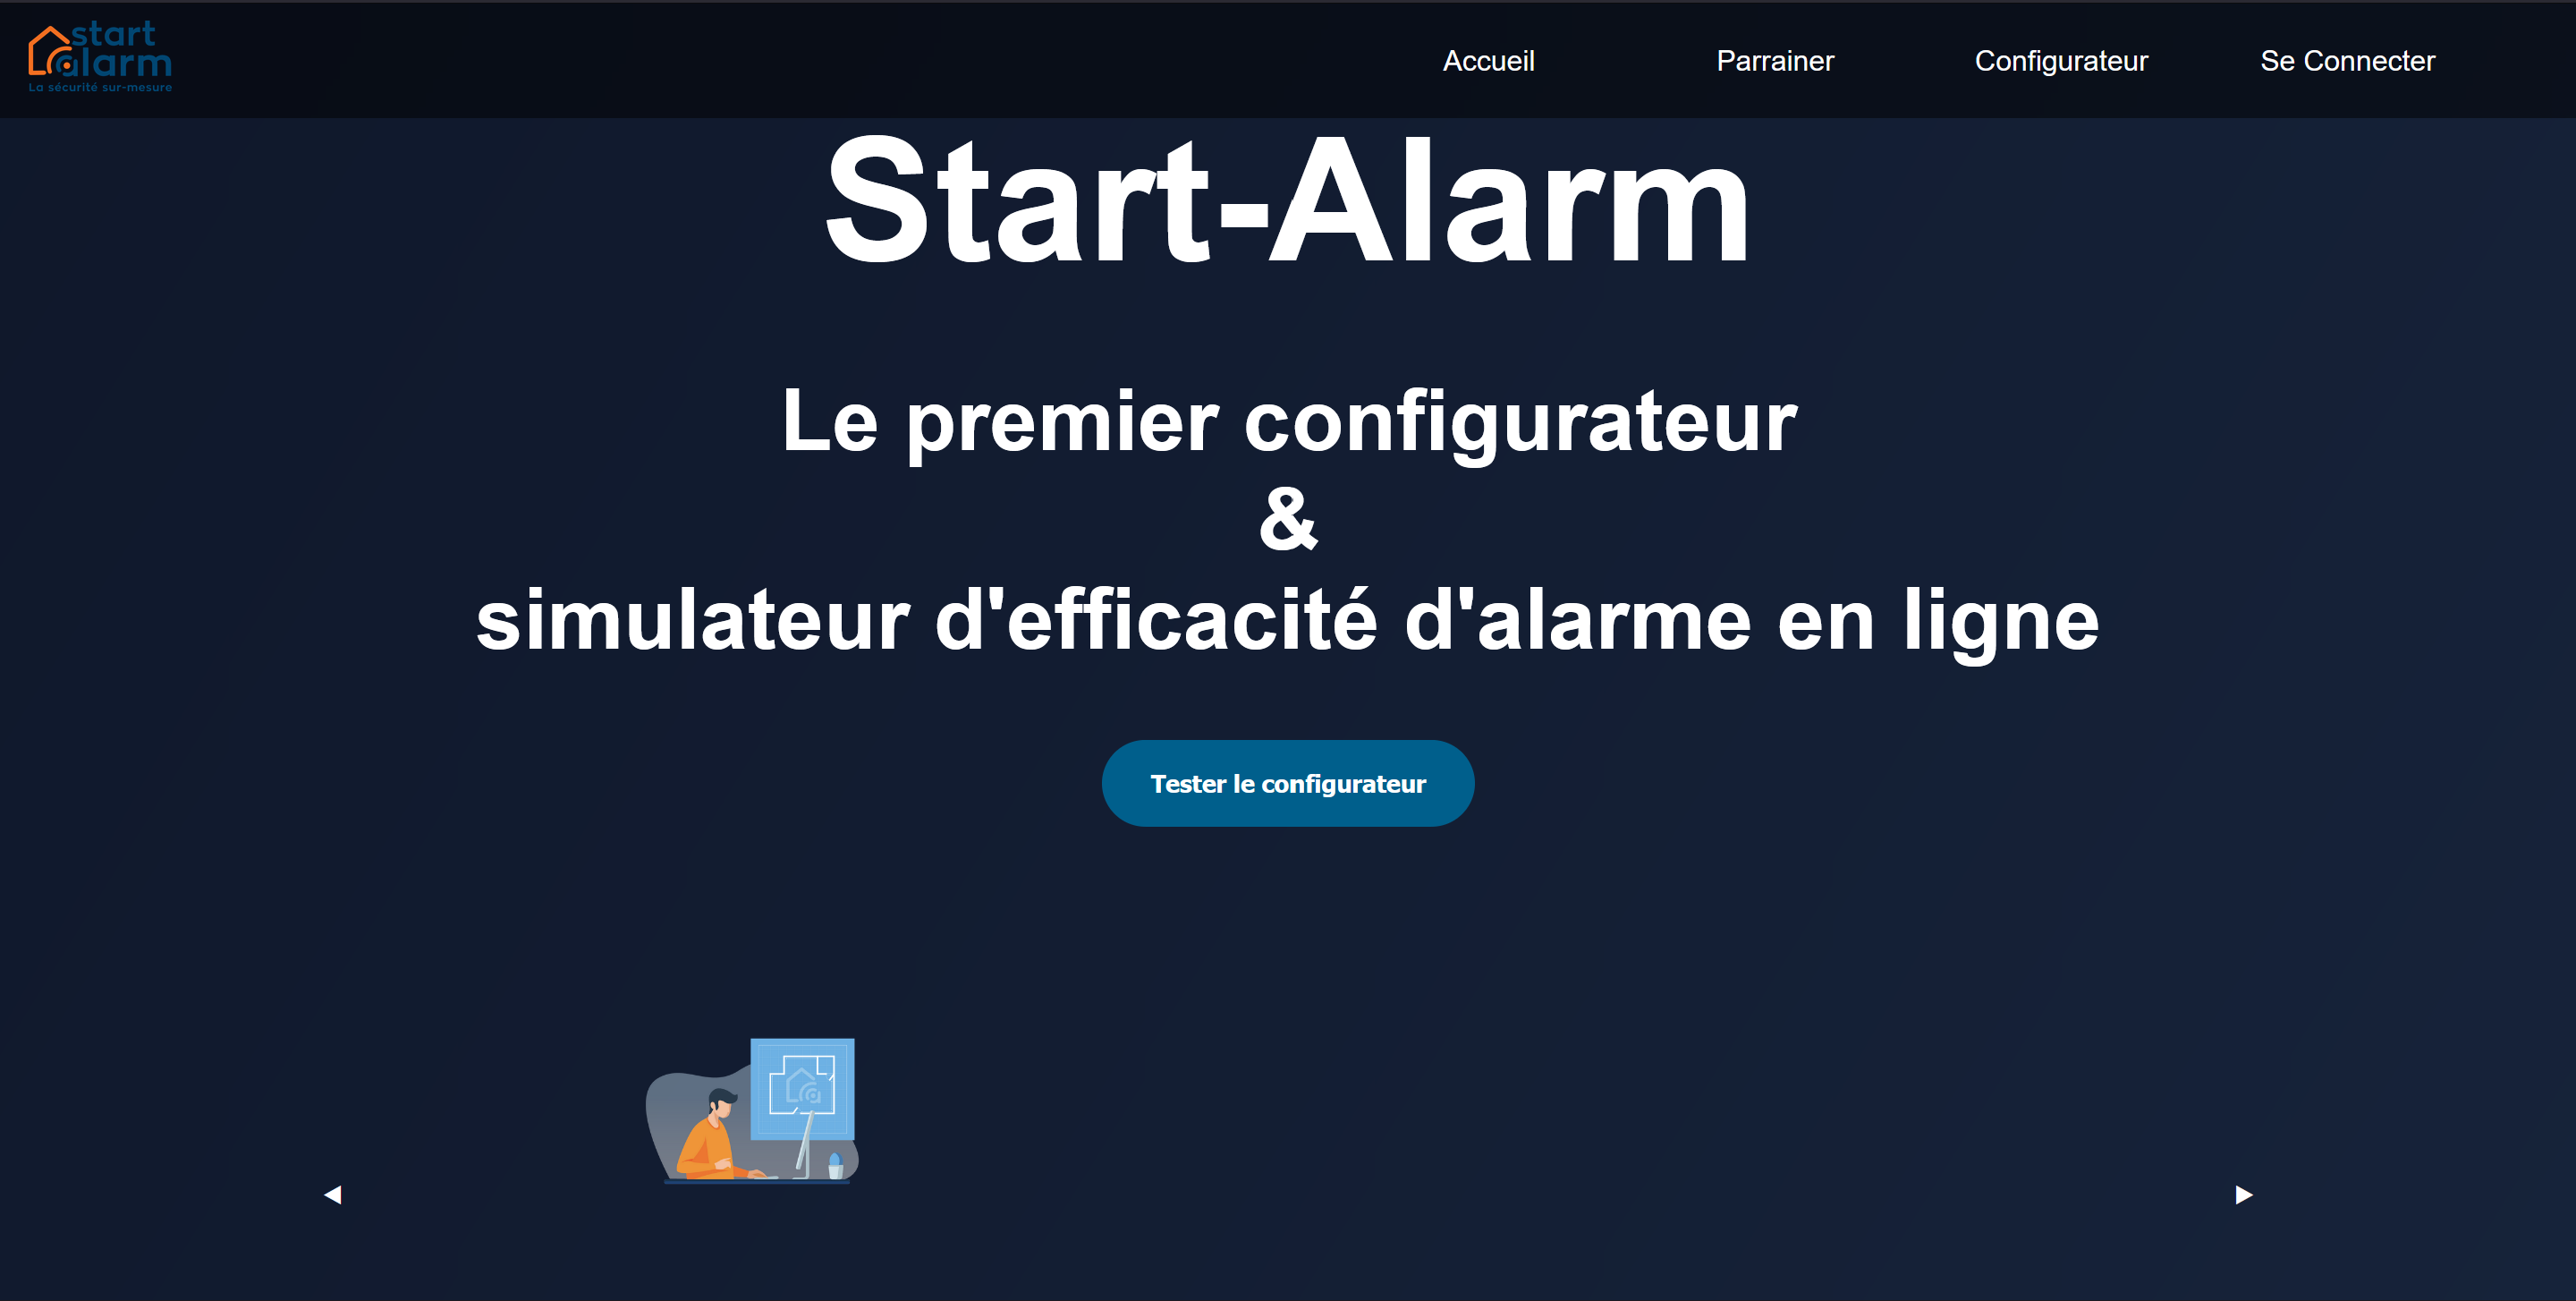 start
alarm
La sécurité sur-mesure
Accueil
Parrainer
Configurateur
Se Connecter
Start-Alarm
Le premier configurateur
&
simulateur d'efficacité d'alarme en ligne
Tester le configurateur